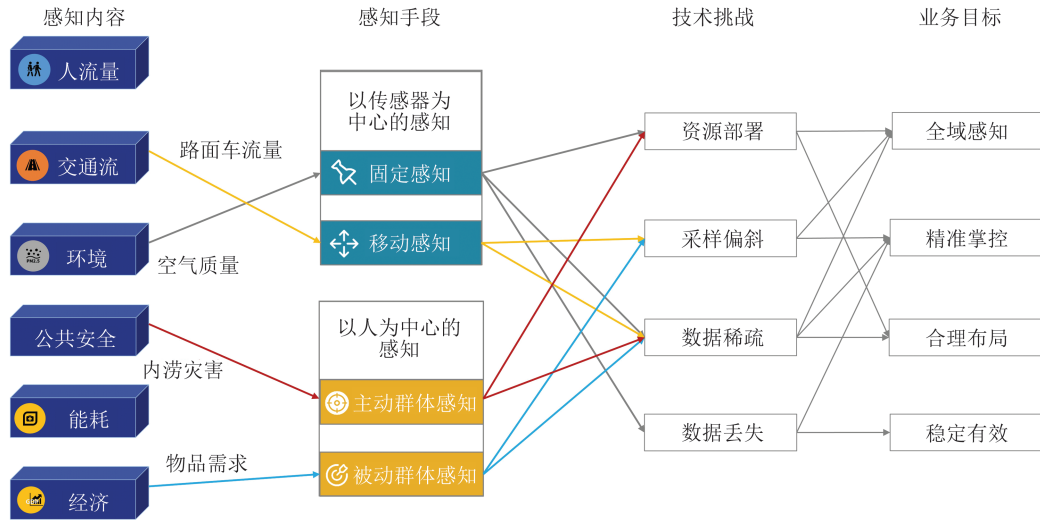 感知内容
感知手段
技术挑战
业务目标
人流量
交通流
PM2.5
环境
公共安全
能耗
经济
路面车流量
空气质量
内涝灾害
物品需求
以传感器为
中心的感知
固定感知
移动感知
以人为中心的
感知
主动群体感知
被动群体感知
资源部署
采样偏斜
数据稀疏
数据丢失
全域感知
精准掌控
合理布局
稳定有效